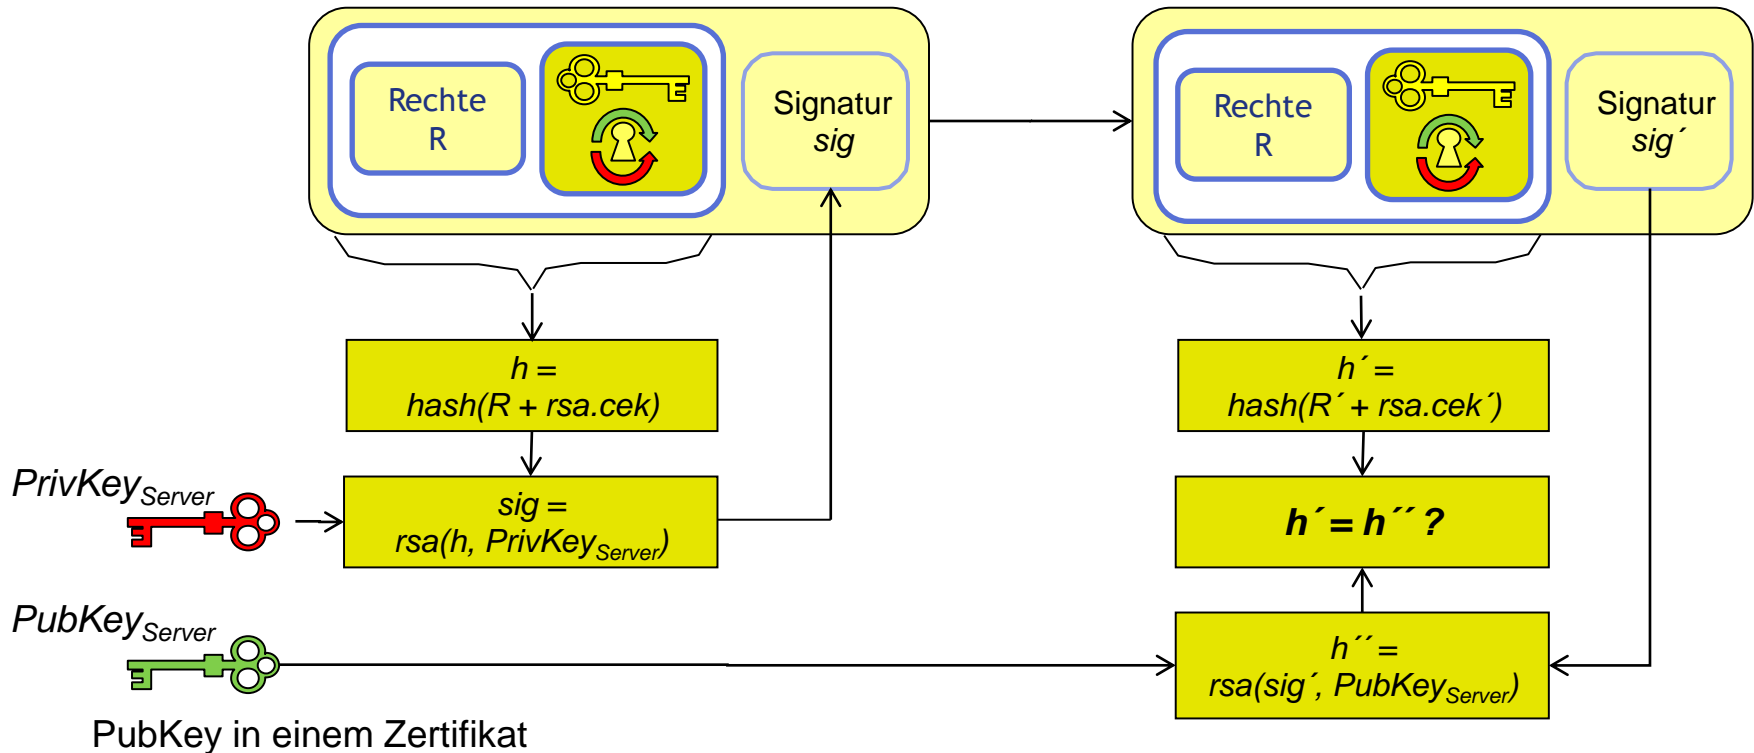 Rechte
R
Signatur
sig
Rechte
R
Signatur
sig´
h =
hash(R + rsa.cek)
h´ =
hash(R´ + rsa.cek´)
PrivKeyServer
sig =
rsa(h, PrivKeyServer)
h´ = h´´ ?
PubKeyServer
h´´ =
rsa(sig´, PubKeyServer)
PubKey in einem Zertifikat